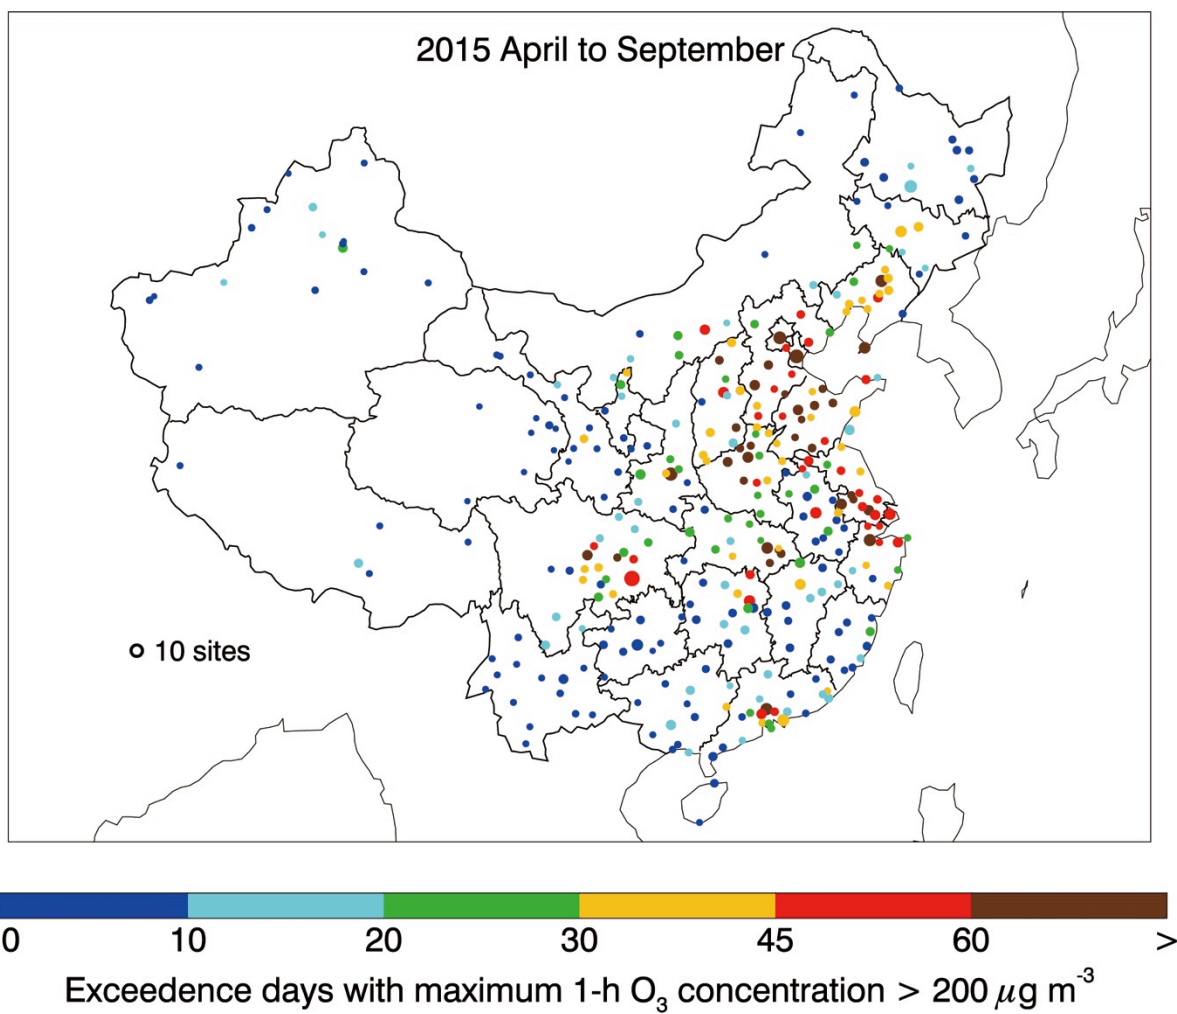 2015 April to September
10 sites
0 10 20 30 45 60 >
Exceedence days with maximum 1-h O₃ concentration > 200 μg m⁻³